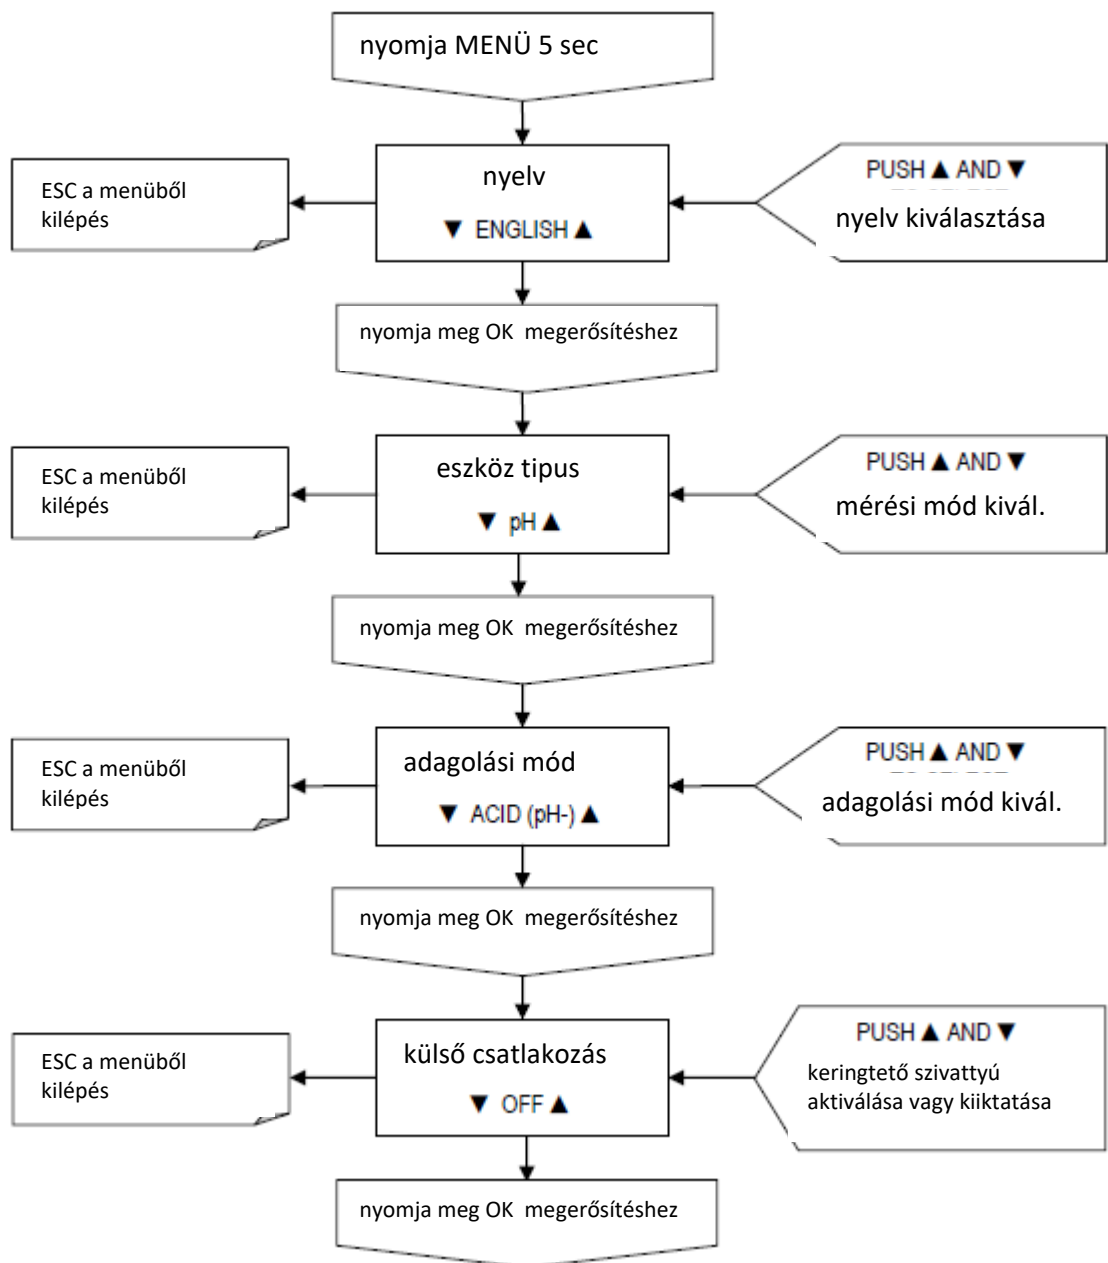 nyomja MENÜ 5 sec
ESC a menüből
kilépés
nyelv
▼ ENGLISH ▲
PUSH ▲ AND ▼
nyelv kiválasztása
nyomja meg OK  megerősítéshez
ESC a menüből
kilépés
eszköz tipus
▼ pH ▲
PUSH ▲ AND ▼
mérési mód kivál.
nyomja meg OK  megerősítéshez
ESC a menüből
kilépés
adagolási mód
▼ ACID (pH-) ▲
PUSH ▲ AND ▼
adagolási mód kivál.
nyomja meg OK  megerősítéshez
ESC a menüből
kilépés
külső csatlakozás
▼ OFF ▲
PUSH ▲ AND ▼
keringtető szivattyú
aktiválása vagy kiiktatása
nyomja meg OK  megerősítéshez